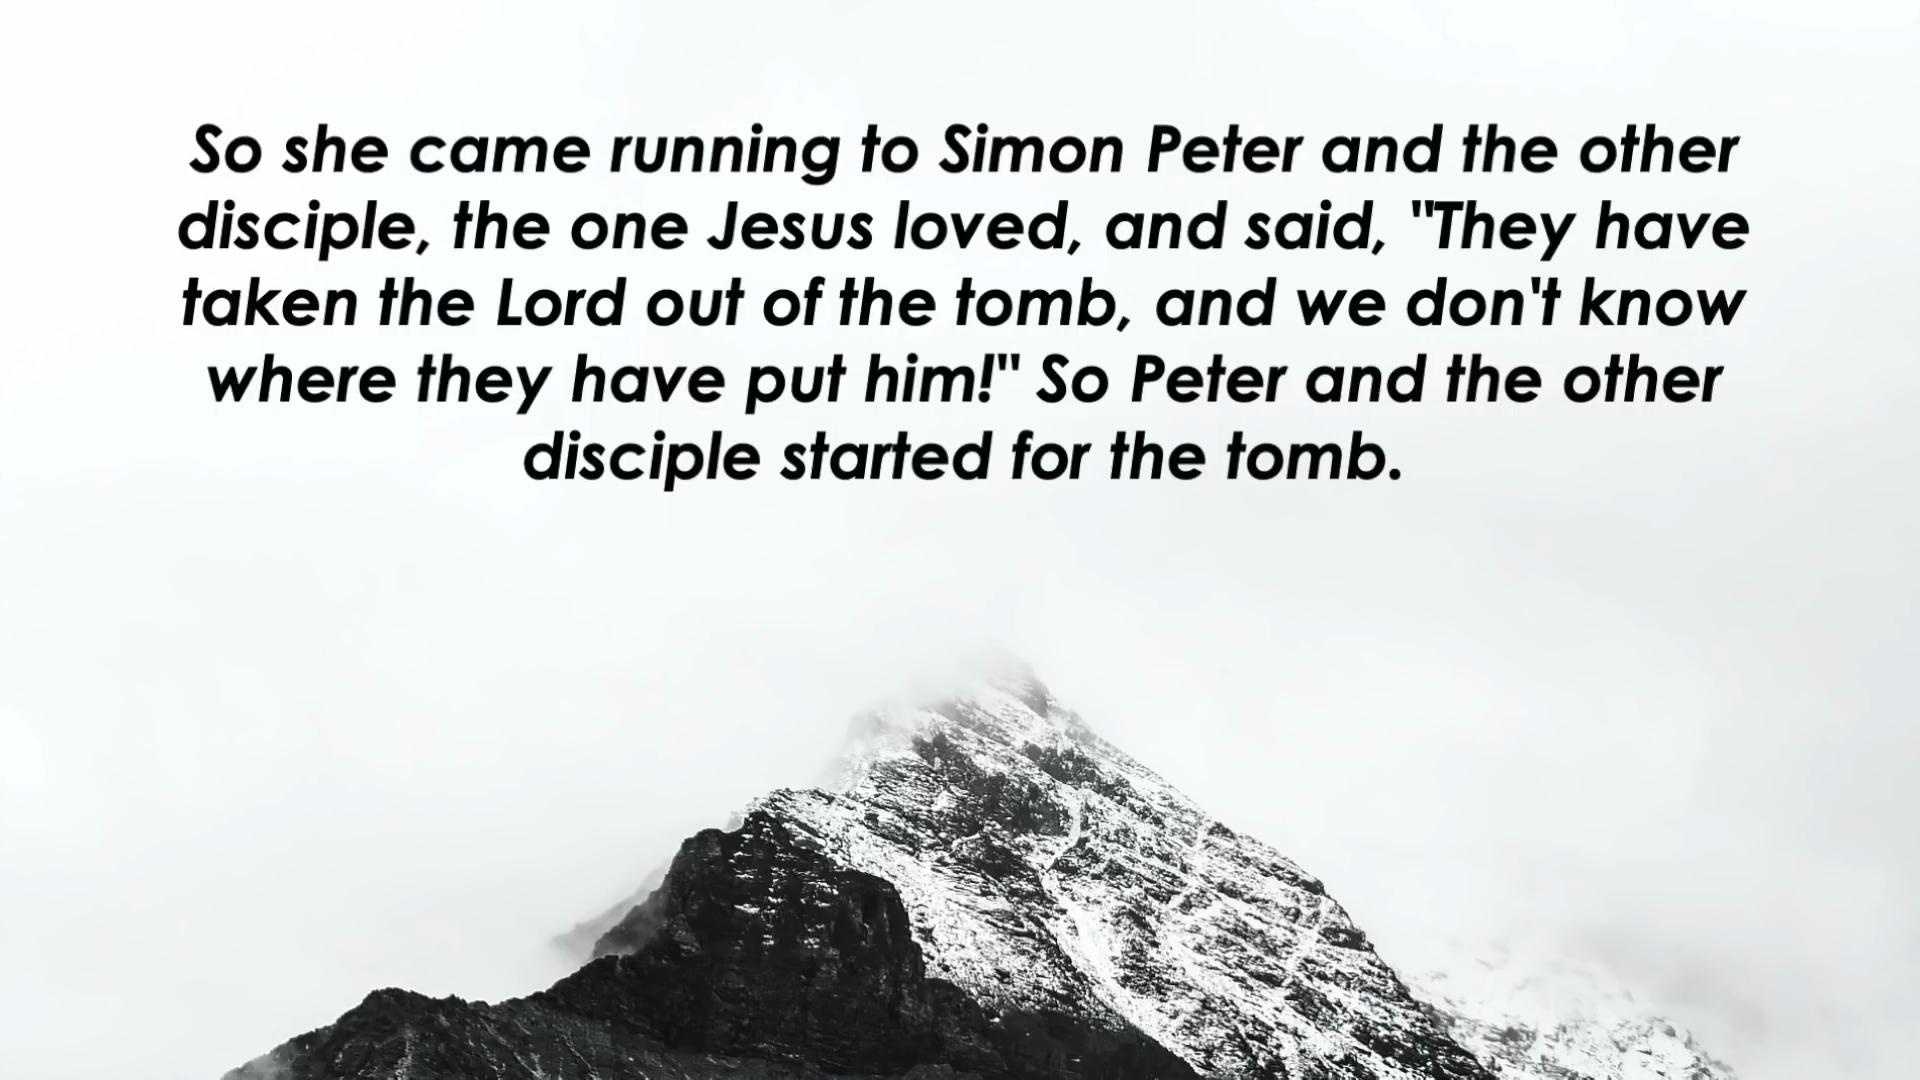 So she came running to Simon Peter and the other
disciple, the one Jesus loved, and said, "They have
taken the Lord out of the tomb, and we don't know
where they have put him!" So Peter and the other
disciple started for the tomb.